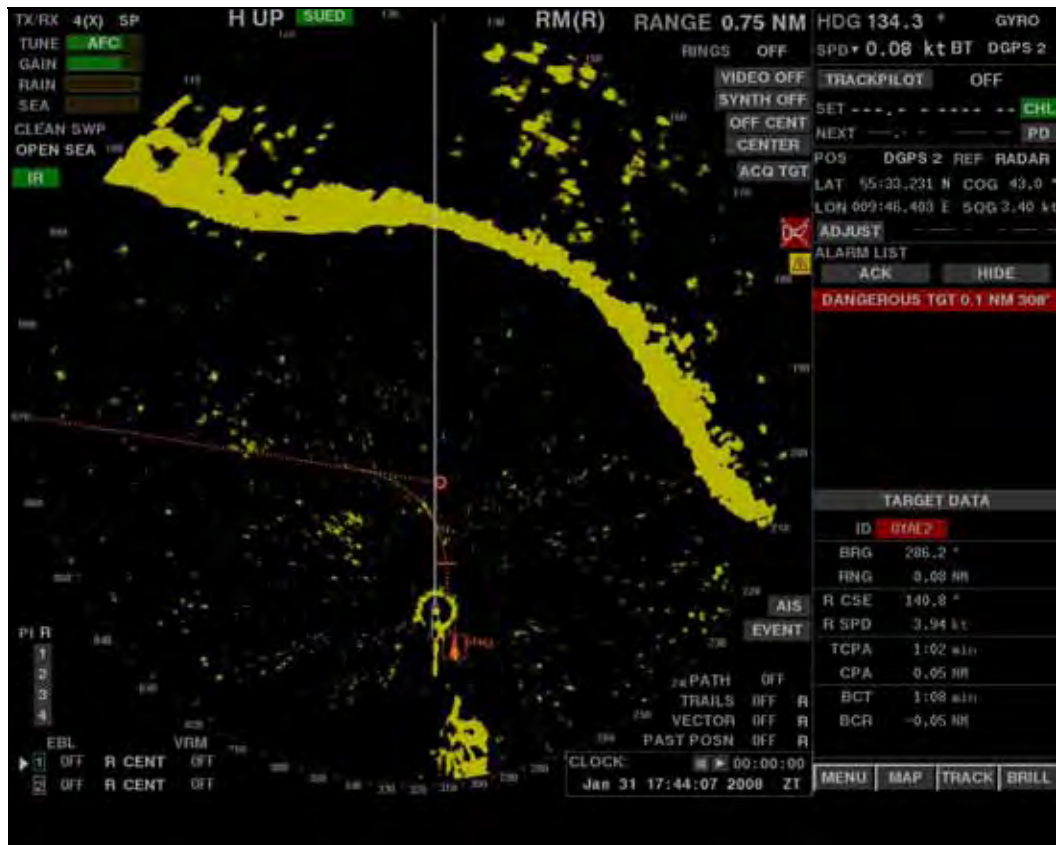 TX/RX 4(X) SP
TUNE AFC
GAIN
RAIN
SEA
CLEAN SWP
OPEN SEA
IR
H UP SUED
RM(R)
RANGE 0.75 NM
RINGS OFF
VIDEO OFF
SYNTH OFF
OFF CENT
CENTER
ACQ TGT
HDG 134.3 ° GYRO
SPD▾ 0.08 kt BT DGPS 2
TRACKPILOT OFF
SET ---.- - ---- -- CHL
NEXT PD
POS DGPS 2 REF RADAR
LAT 55:33.231 N COG 43.0 °
LON 009:46.403 E SOG 3.40 kt
ADJUST
ALARM LIST
ACK HIDE
DANGEROUS TGT 0.1 NM 308°
TARGET DATA
ID
BRG 286.2 °
RNG 0.08 NM
R CSE 140.8 °
R SPD 3.94 kt
TCPA 1:02 min
CPA 0.05 NM
BCT 1:08 min
BCR -0.05 NM
AIS
EVENT
PATH OFF
TRAILS OFF R
VECTOR OFF R
PAST POSN OFF R
PI R
1
2
3
4
EBL VRM
1 OFF R CENT OFF
2 OFF R CENT OFF
CLOCK: 00:00:00
Jan 31 17:44:07 2008 ZT
MENU MAP TRACK BRILL